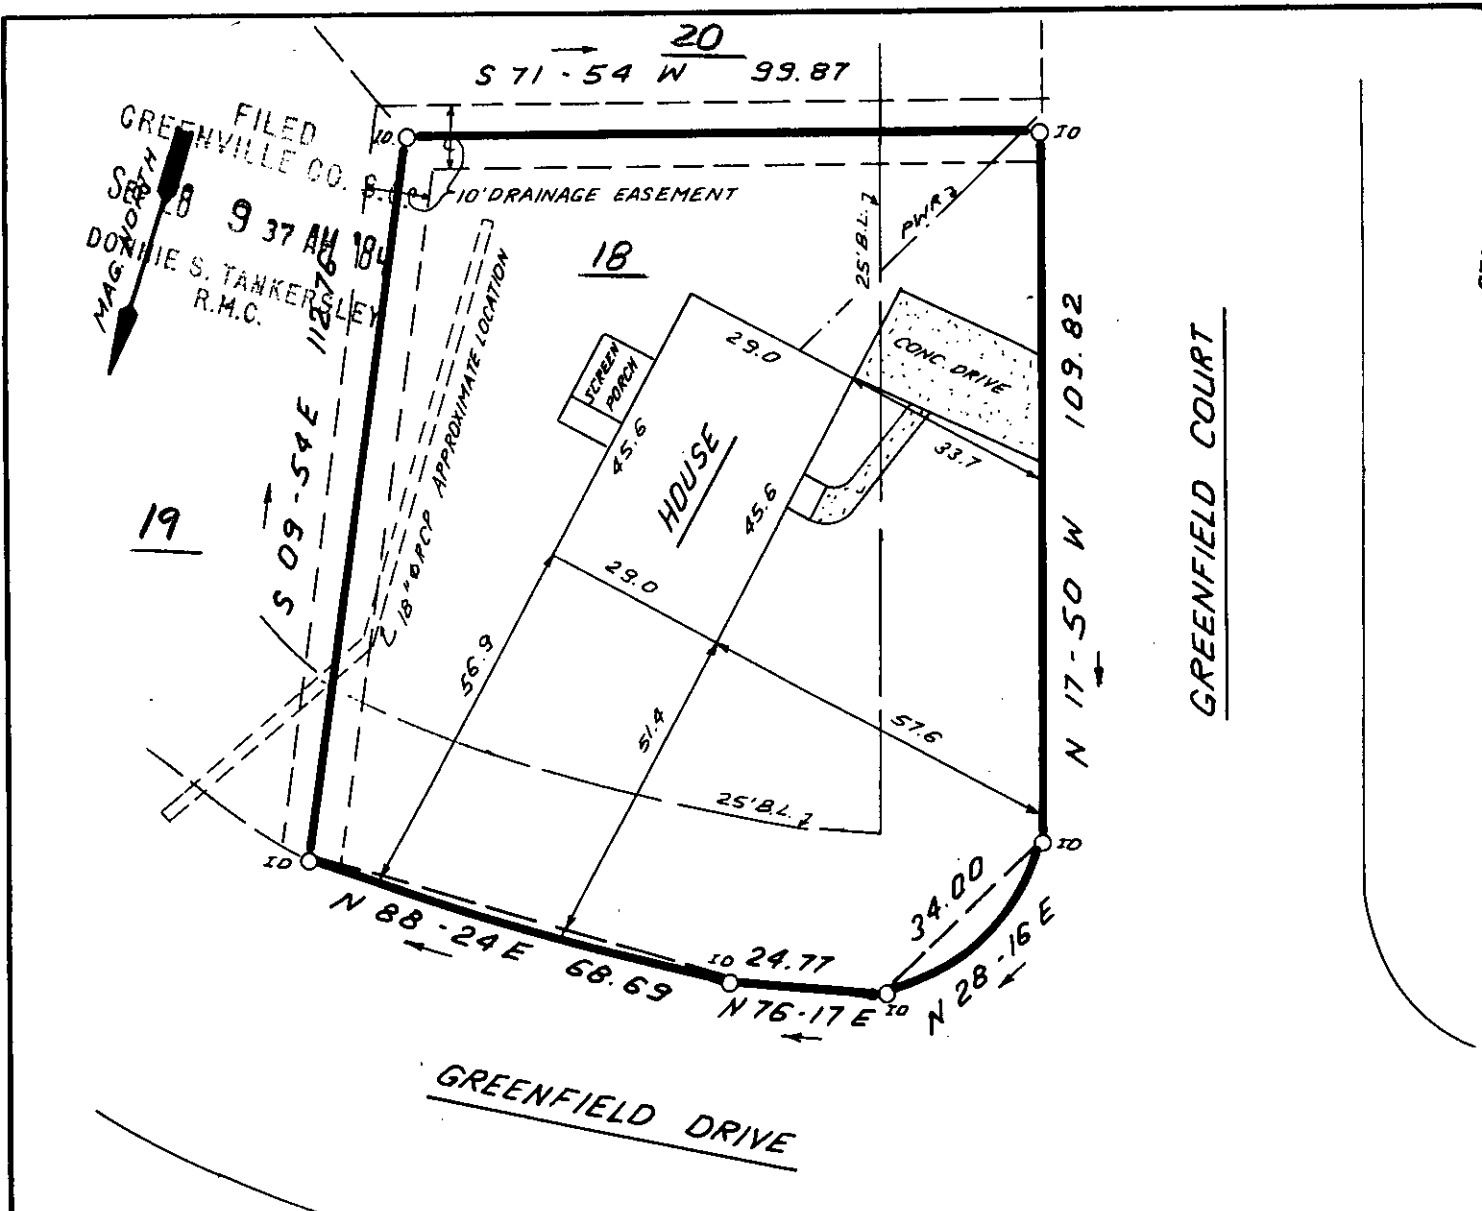 20
S 71-54 W 99.87
FILED
GREENVILLE CO. S.C.
9 37 AM '84
DONNIE S. TANKERSLEY
R.M.C.
MAG. NORTH
IO
IO
10' DRAINAGE EASEMENT
18
25' B.L.
PWR
112.76
S 09-54 E
18" Ø RCP APPROXIMATE LOCATION
SCREEN
PORCH
29.0
CONC. DRIVE
N 17-50 W 109.82
GREENFIELD COURT
45.6
HOUSE
45.6
33.7
19
29.0
56.9
51.4
57.6
25' B.L.
IO
IO
34.00
N 28-16 E
N 88-24 E 68.69
IO
24.77
N 76-17 E
IO
GREENFIELD DRIVE